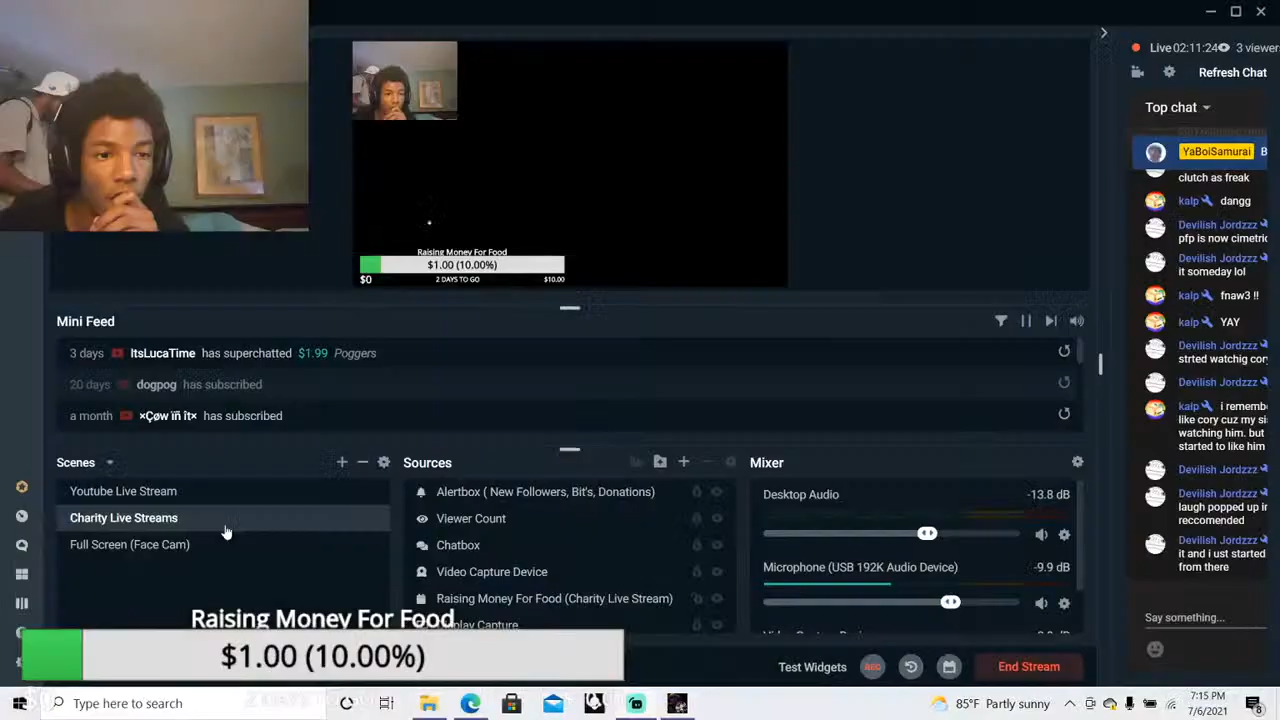 Live 02:11:24 3 viewer
Refresh Chat
Top chat
YaBoiSamurai B
clutch as freak
kalp dangg
Devilish Jordzzz
pfp is now cimetric
Devilish Jordzzz
it someday lol
kalp fnaw3 !!
kalp YAY
Devilish Jordzzz
strted watchig cory
Devilish Jordzzz
kalp i rememb
like cory cuz my si
watching him. but
started to like him
Devilish Jordzzz
Devilish Jordzzz
laugh popped up in
reccomended
Devilish Jordzzz
it and i ust started
from there
Say something...
Raising Money For Food
$1.00 (10.00%)
$0 2 DAYS TO GO $10.00
Mini Feed
3 days ItsLucaTime has superchatted $1.99 Poggers
20 days dogpog has subscribed
a month ×Çøw ïñ ît× has subscribed
Scenes
Youtube Live Stream
Charity Live Streams
Full Screen (Face Cam)
Sources
Alertbox ( New Followers, Bit's, Donations)
Viewer Count
Chatbox
Video Capture Device
Raising Money For Food (Charity Live Stream)
Display Capture
Mixer
Desktop Audio -13.8 dB
Microphone (USB 192K Audio Device) -9.9 dB
Raising Money For Food
$1.00 (10.00%)
Test Widgets REC End Stream
Type here to search
85°F Partly sunny
7:15 PM
7/6/2021
8